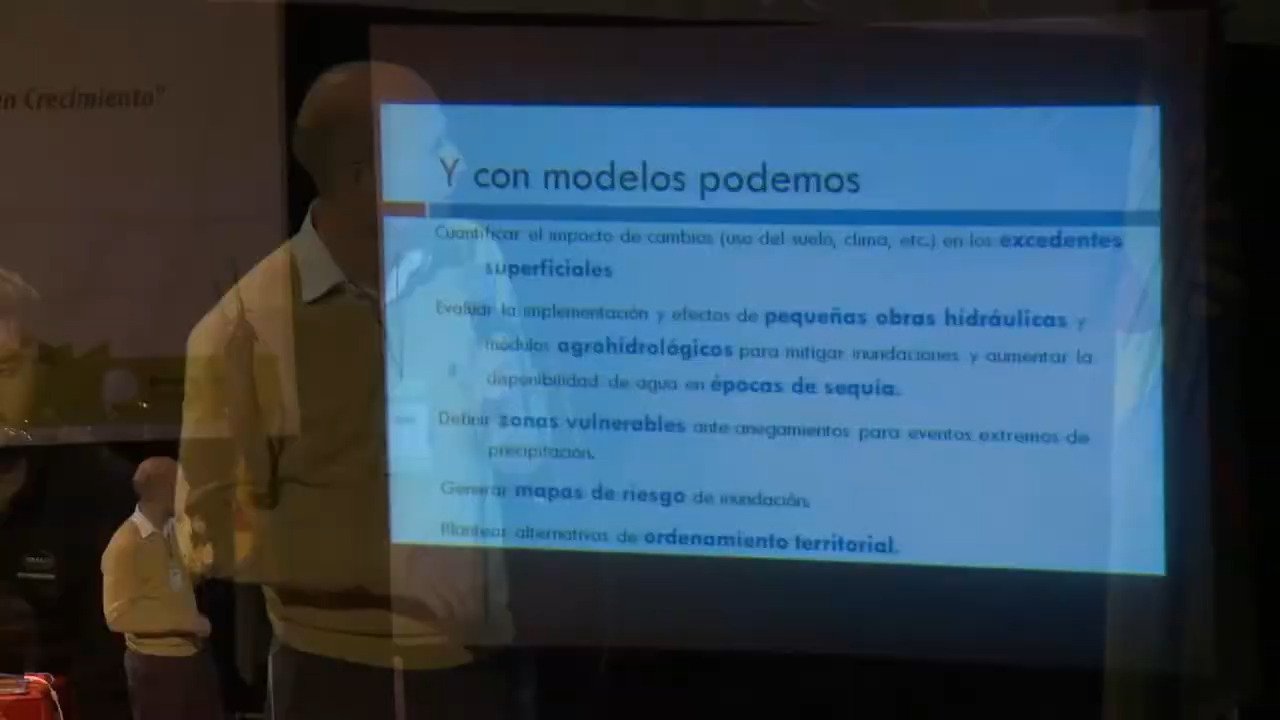 en Crecimiento"
Y con modelos podemos
Cuantificar el impacto de cambios (uso del suelo, clima, etc.) en los excedentes
superficiales
Evaluar la implementación y efectos de pequeñas obras hidráulicas y
módulos agrohidrológicos para mitigar inundaciones y aumentar la
disponibilidad de agua en épocas de sequía.
Definir zonas vulnerables ante anegamientos para eventos extremos de
precipitación.
Generar mapas de riesgo de inundación.
Plantear alternativas de ordenamiento territorial.